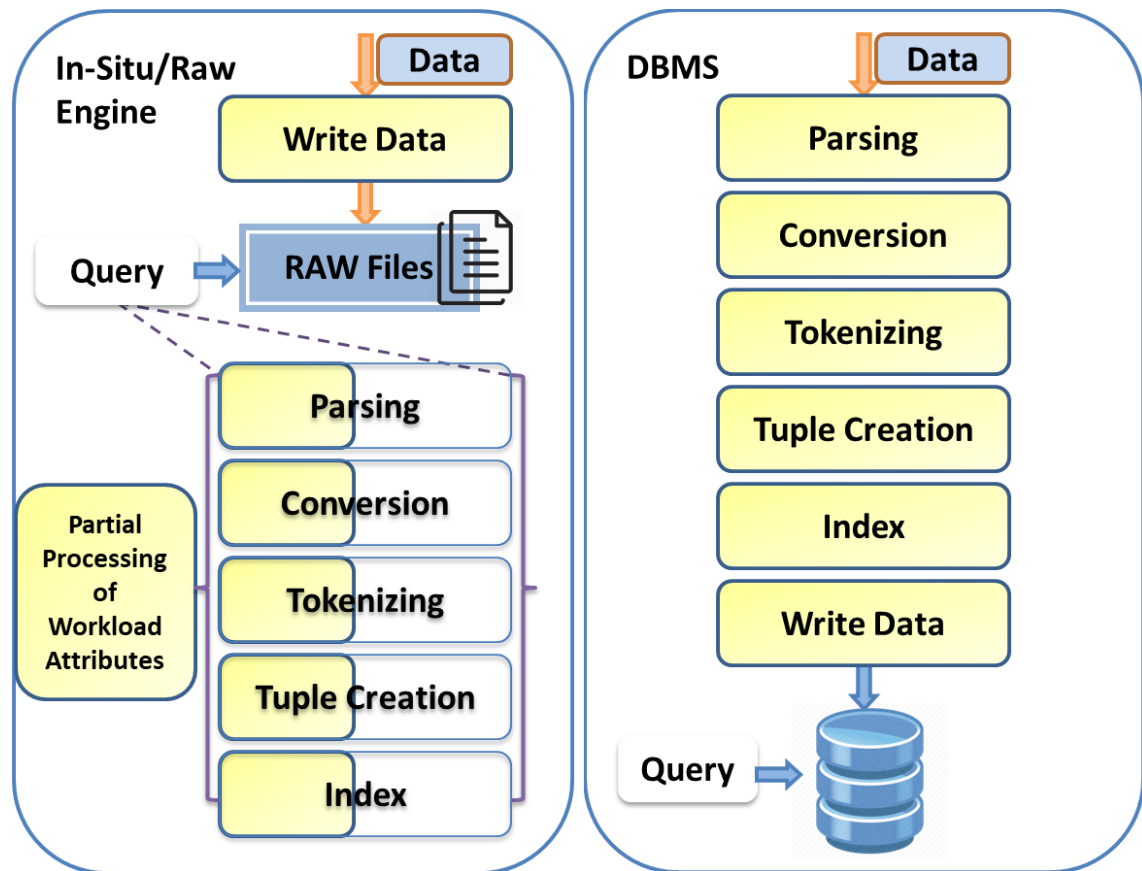 In-Situ/Raw
Engine
Data
Write Data
RAW Files
Query
Parsing
Conversion
Tokenizing
Tuple Creation
Index
Partial
Processing
of
Workload
Attributes
DBMS
Data
Parsing
Conversion
Tokenizing
Tuple Creation
Index
Write Data
Query